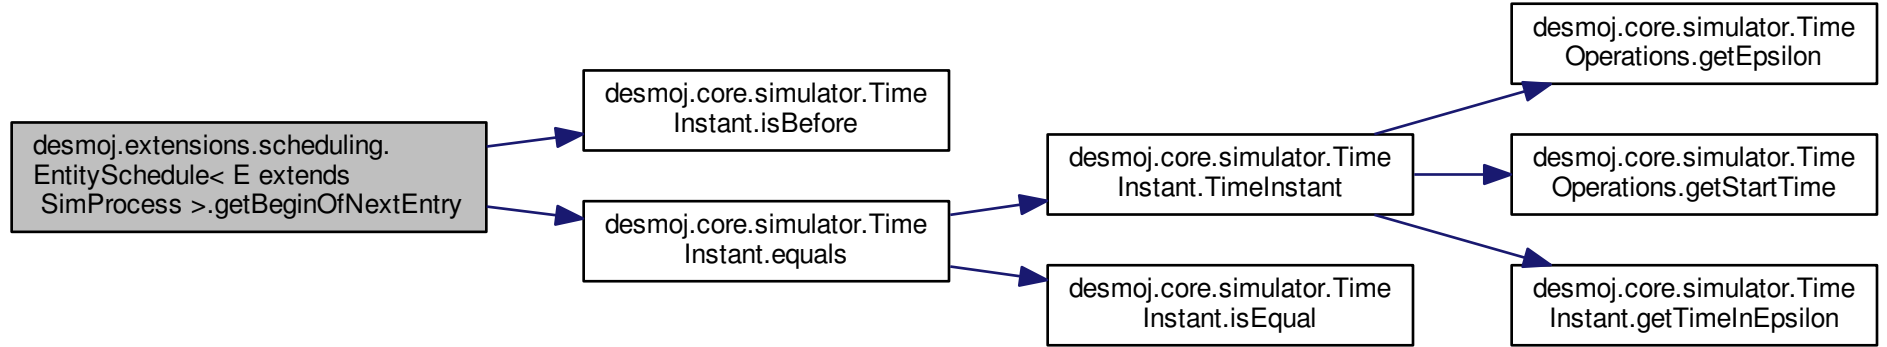 desmoj.extensions.scheduling.
EntitySchedule< E extends
SimProcess >.getBeginOfNextEntry
desmoj.core.simulator.Time
Instant.isBefore
desmoj.core.simulator.Time
Instant.equals
desmoj.core.simulator.Time
Instant.TimeInstant
desmoj.core.simulator.Time
Instant.isEqual
desmoj.core.simulator.Time
Operations.getEpsilon
desmoj.core.simulator.Time
Operations.getStartTime
desmoj.core.simulator.Time
Instant.getTimeInEpsilon